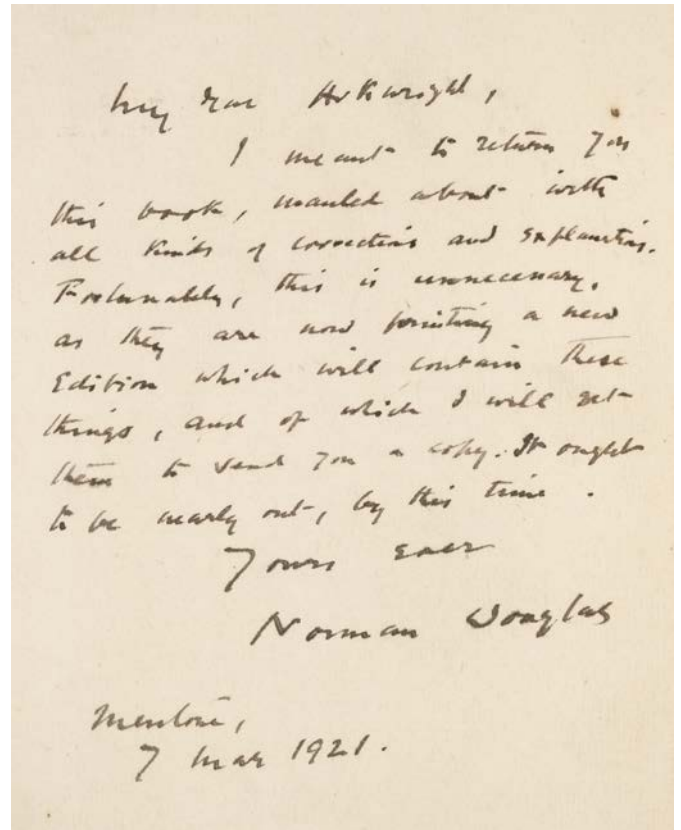 My dear Arkwright,
I meant to return you
this book, mauled about with
all kinds of corrections and explanations.
Fortunately, this is unnecessary,
as they are now printing a new
Edition which will contain these
things, and of which I will get
them to send you a copy. It ought
to be nearly out, by this time.
Yours ever
Norman Douglas
Mentone,
7 Mar 1921.